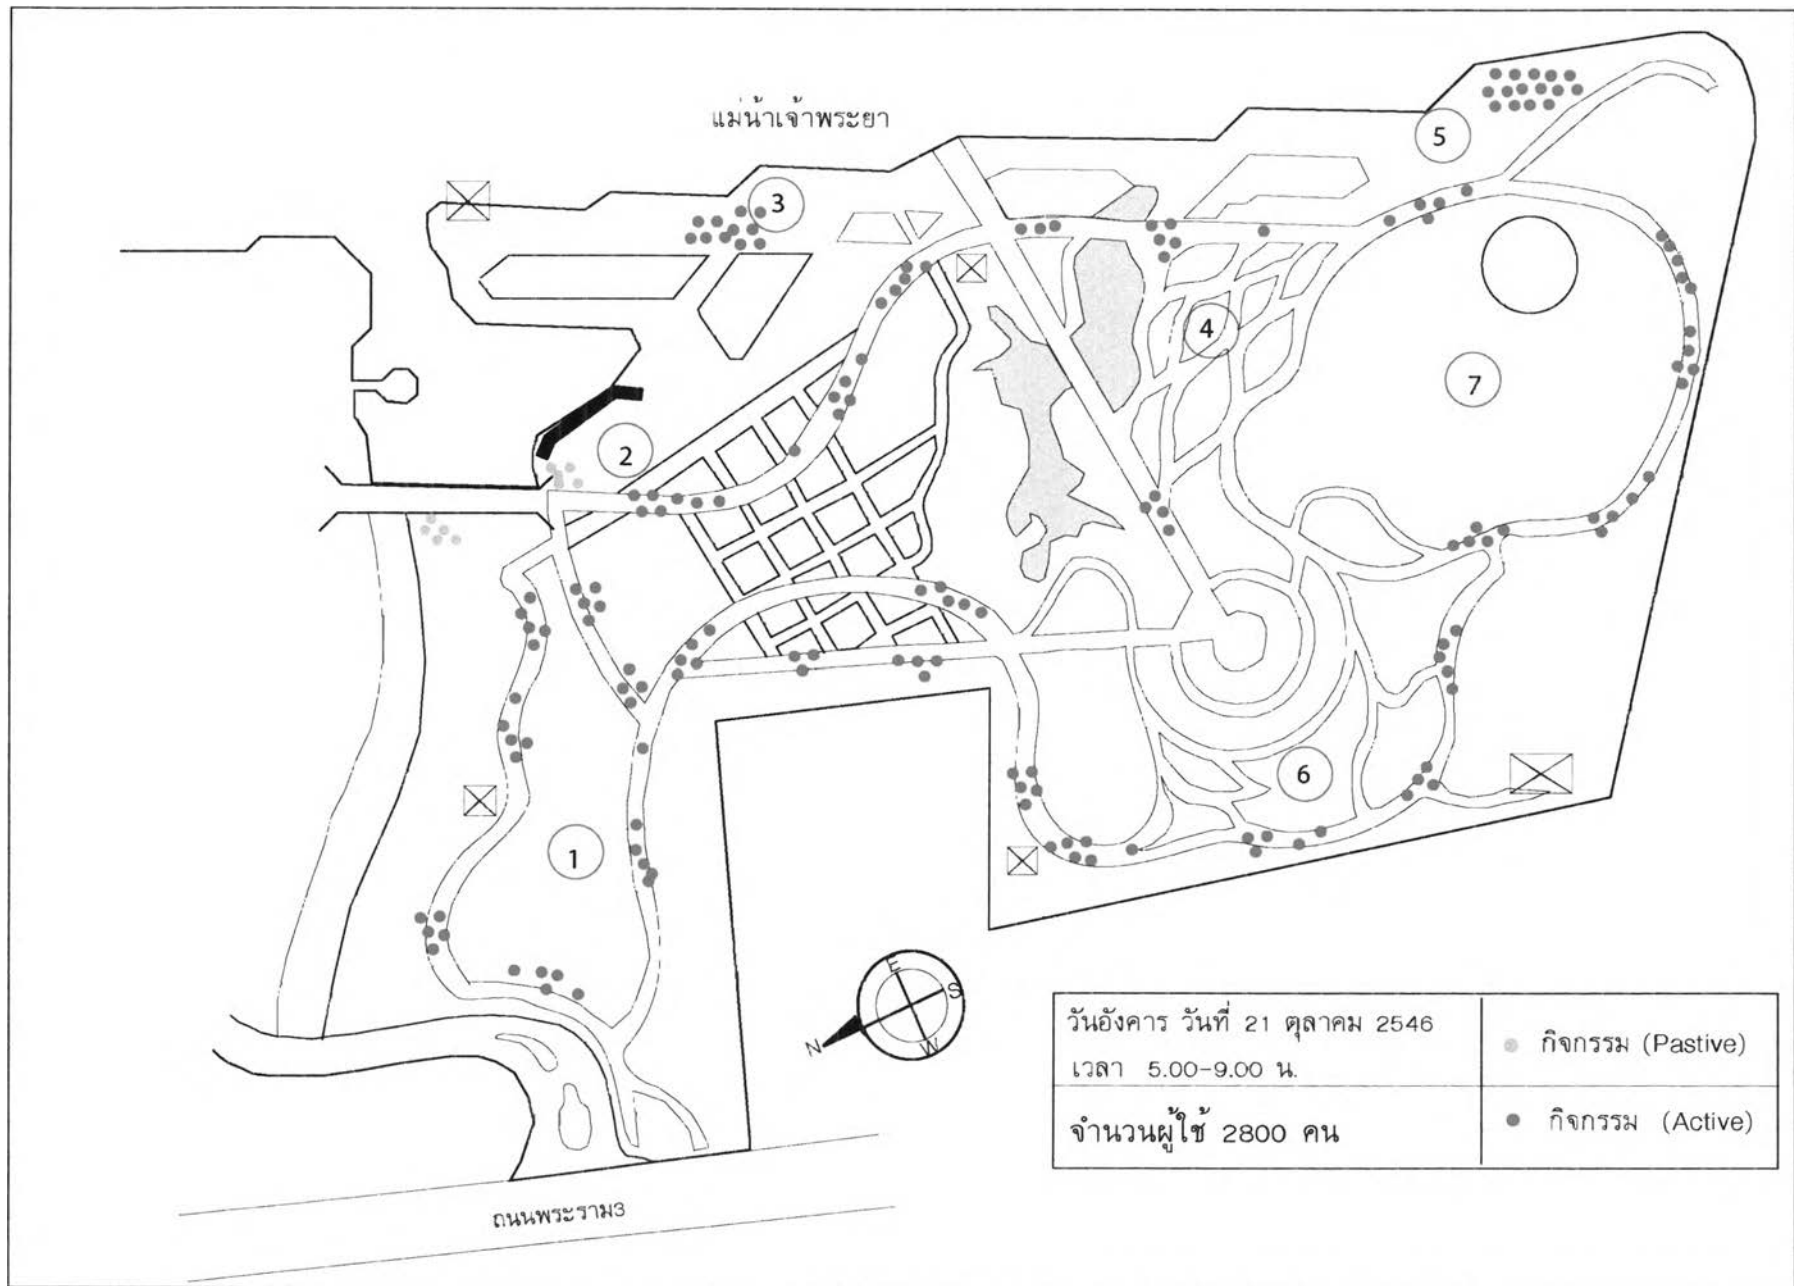 แม่น้ำเจ้าพระยา
5
3
4
7
2
6
1
E
S
N
W
วันอังคาร วันที่ 21 ตุลาคม 2546
เวลา 5.00-9.00 น.
จำนวนผู้ใช้ 2800 คน
กิจกรรม (Pastive)
กิจกรรม (Active)
ถนนพระราม3